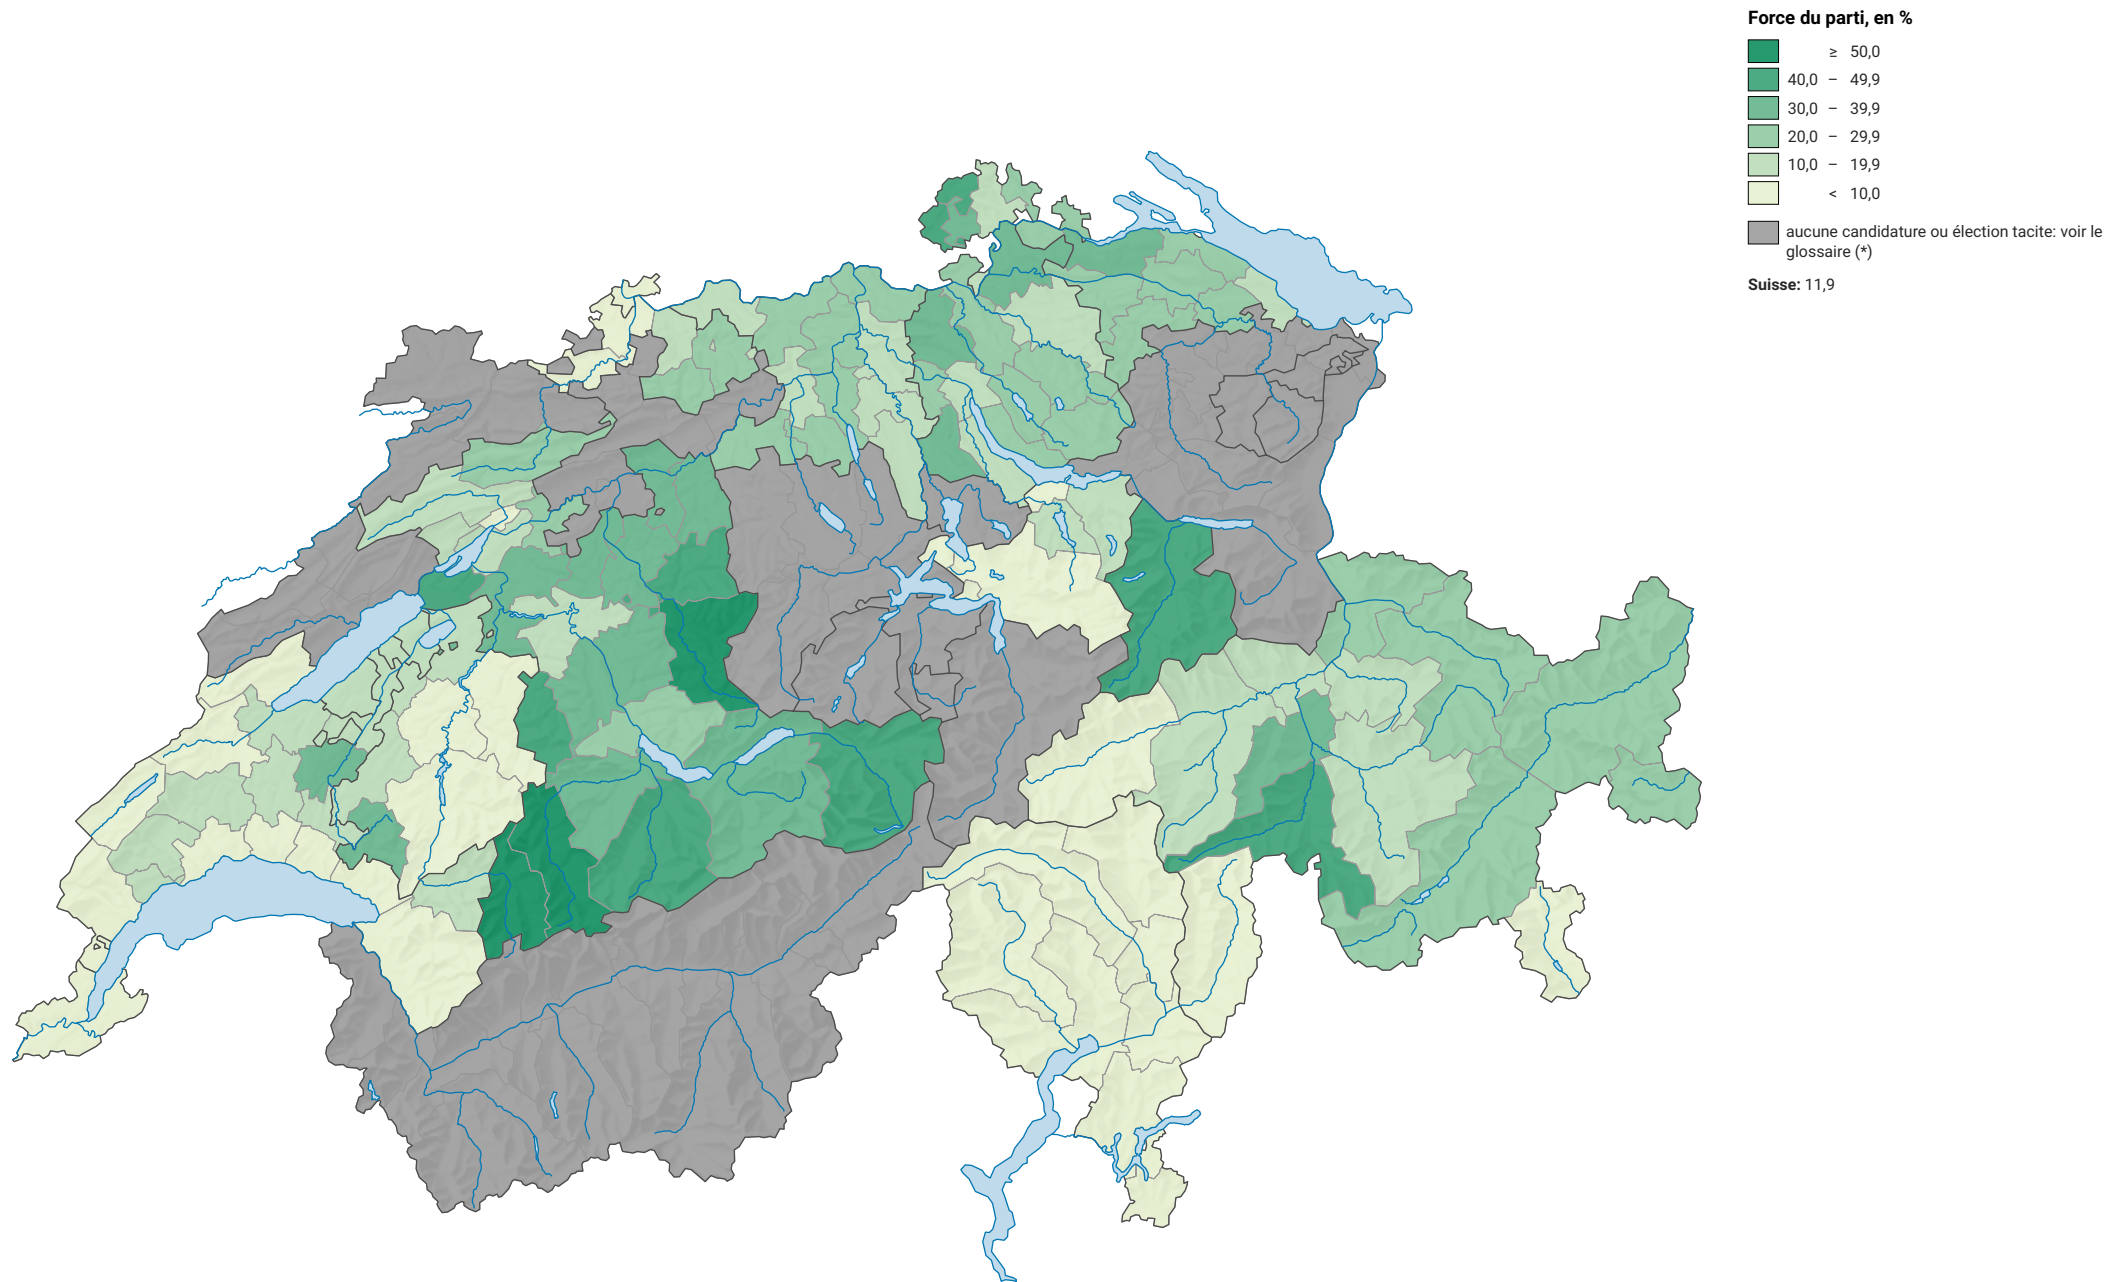 Force du parti, en %
≥ 50,0
40,0 – 49,9
30,0 – 39,9
20,0 – 29,9
10,0 – 19,9
< 10,0
aucune candidature ou élection tacite: voir le
glossaire (*)
Suisse: 11,9